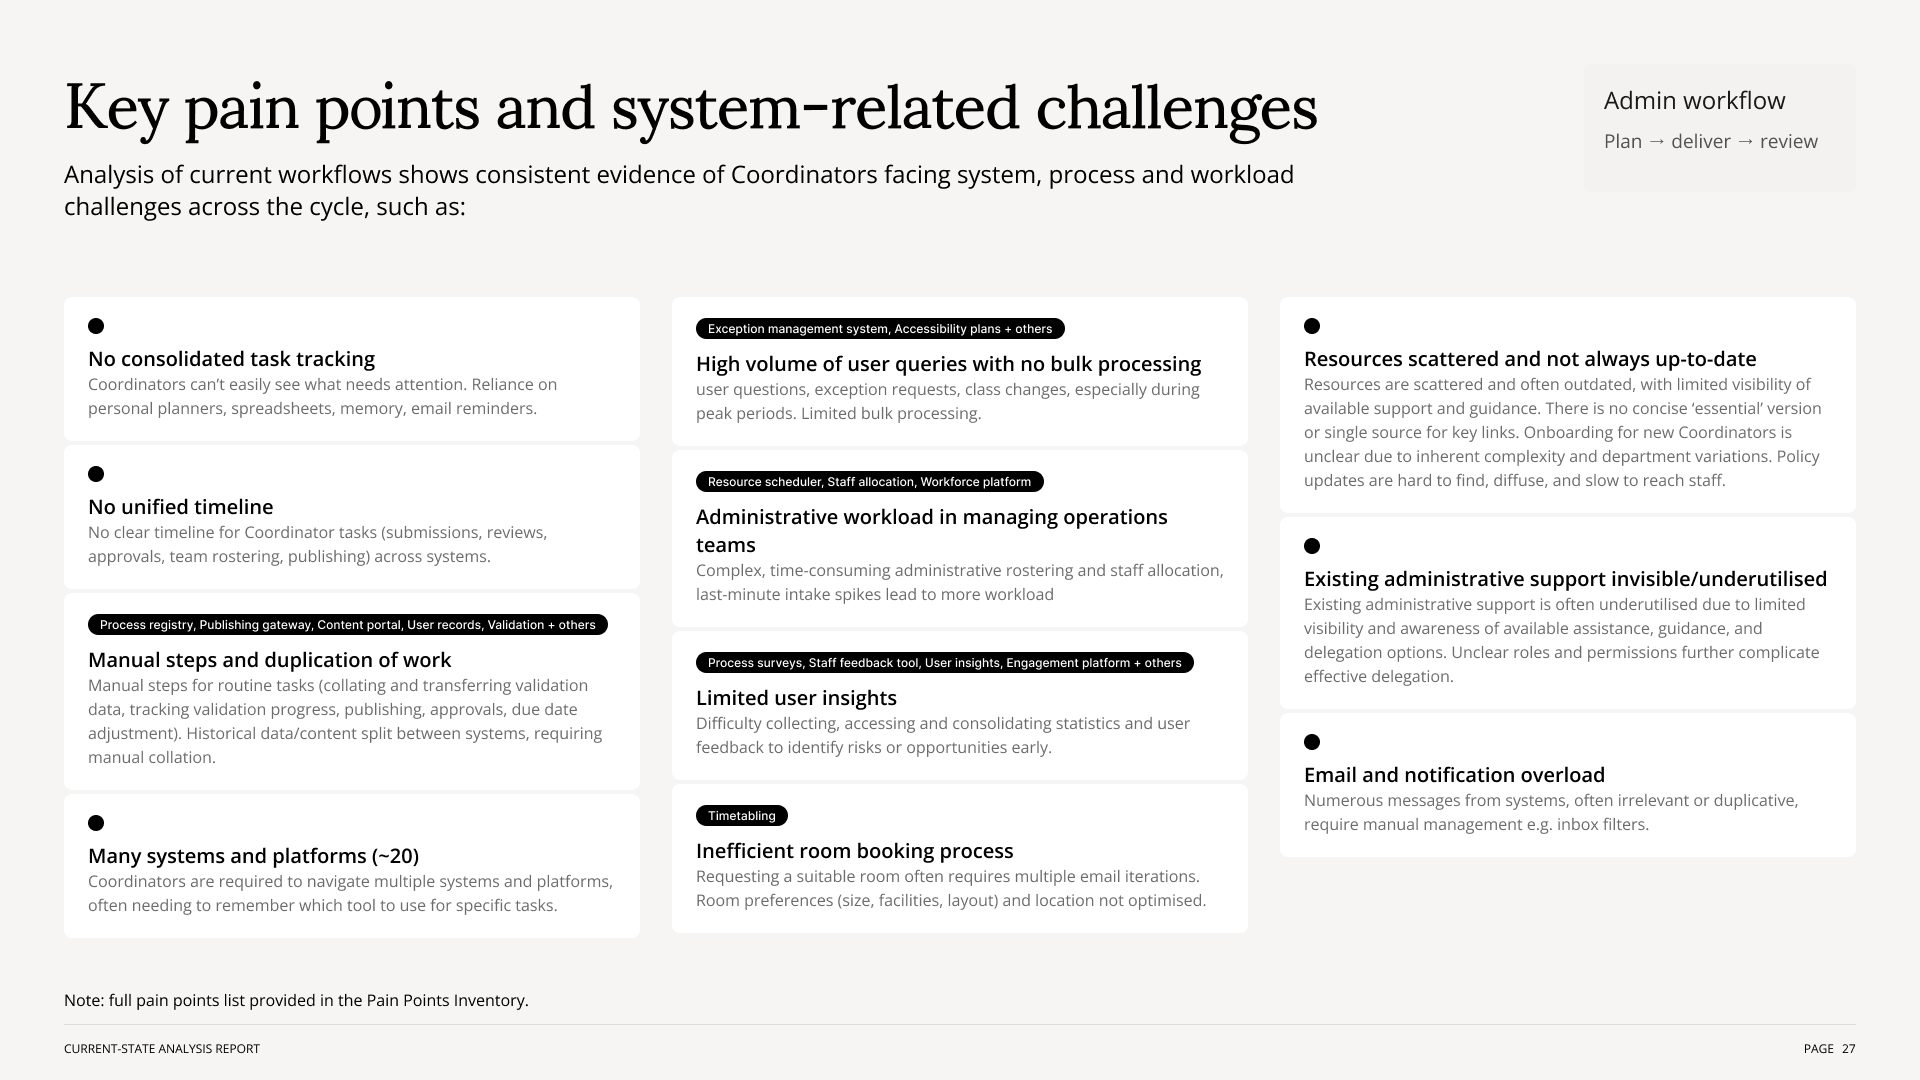 Key pain points and system-related challenges
Analysis of current workflows shows consistent evidence of Coordinators facing system, process and workload
challenges across the cycle, such as:
Admin workflow
Plan → deliver → review
No consolidated task tracking
Coordinators can’t easily see what needs attention. Reliance on
personal planners, spreadsheets, memory, email reminders.
No unified timeline
No clear timeline for Coordinator tasks (submissions, reviews,
approvals, team rostering, publishing) across systems.
Process registry, Publishing gateway, Content portal, User records, Validation + others
Manual steps and duplication of work
Manual steps for routine tasks (collating and transferring validation
data, tracking validation progress, publishing, approvals, due date
adjustment). Historical data/content split between systems, requiring
manual collation.
Many systems and platforms (~20)
Coordinators are required to navigate multiple systems and platforms,
often needing to remember which tool to use for specific tasks.
Exception management system, Accessibility plans + others
High volume of user queries with no bulk processing
user questions, exception requests, class changes, especially during
peak periods. Limited bulk processing.
Resource scheduler, Staff allocation, Workforce platform
Administrative workload in managing operations
teams
Complex, time-consuming administrative rostering and staff allocation,
last-minute intake spikes lead to more workload
Process surveys, Staff feedback tool, User insights, Engagement platform + others
Limited user insights
Difficulty collecting, accessing and consolidating statistics and user
feedback to identify risks or opportunities early.
Timetabling
Inefficient room booking process
Requesting a suitable room often requires multiple email iterations.
Room preferences (size, facilities, layout) and location not optimised.
Resources scattered and not always up-to-date
Resources are scattered and often outdated, with limited visibility of
available support and guidance. There is no concise ‘essential’ version
or single source for key links. Onboarding for new Coordinators is
unclear due to inherent complexity and department variations. Policy
updates are hard to find, diffuse, and slow to reach staff.
Existing administrative support invisible/underutilised
Existing administrative support is often underutilised due to limited
visibility and awareness of available assistance, guidance, and
delegation options. Unclear roles and permissions further complicate
effective delegation.
Email and notification overload
Numerous messages from systems, often irrelevant or duplicative,
require manual management e.g. inbox filters.
Note: full pain points list provided in the Pain Points Inventory.
CURRENT-STATE ANALYSIS REPORT
PAGE 27